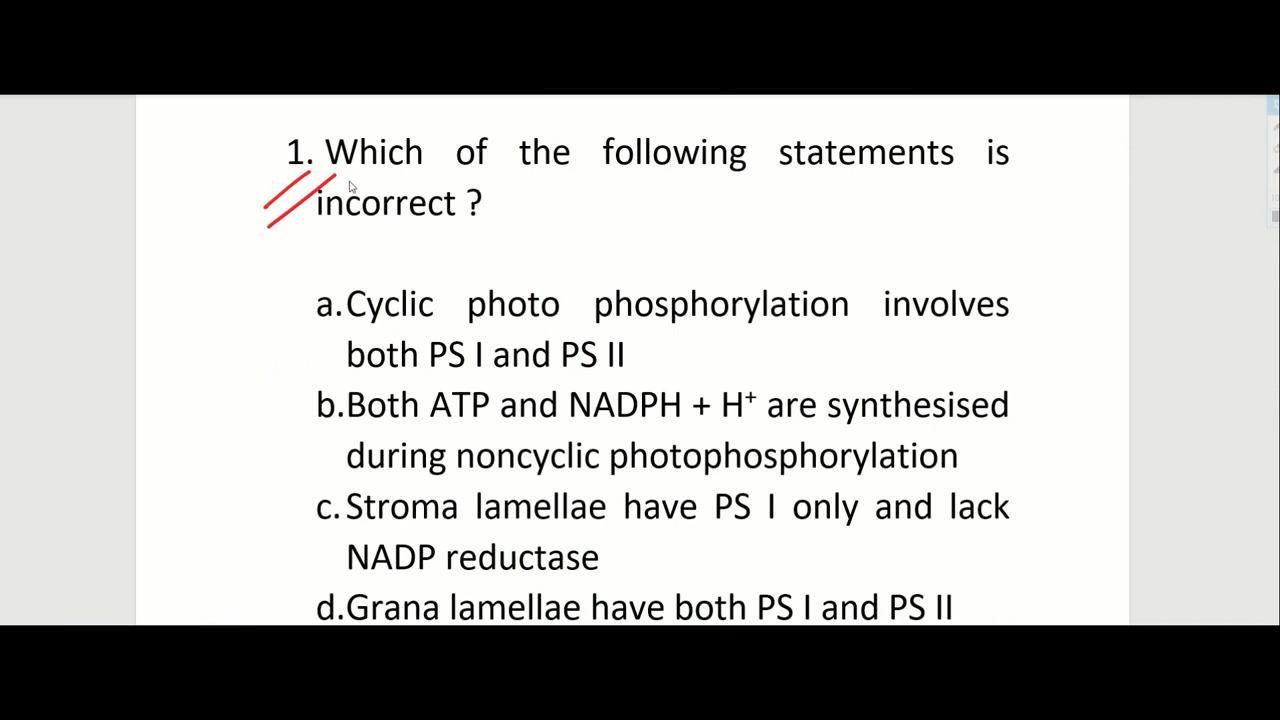 1. Which of the following statements is
incorrect ?
a. Cyclic photo phosphorylation involves
both PS I and PS II
b. Both ATP and NADPH + H⁺ are synthesised
during noncyclic photophosphorylation
c. Stroma lamellae have PS I only and lack
NADP reductase
d. Grana lamellae have both PS I and PS II